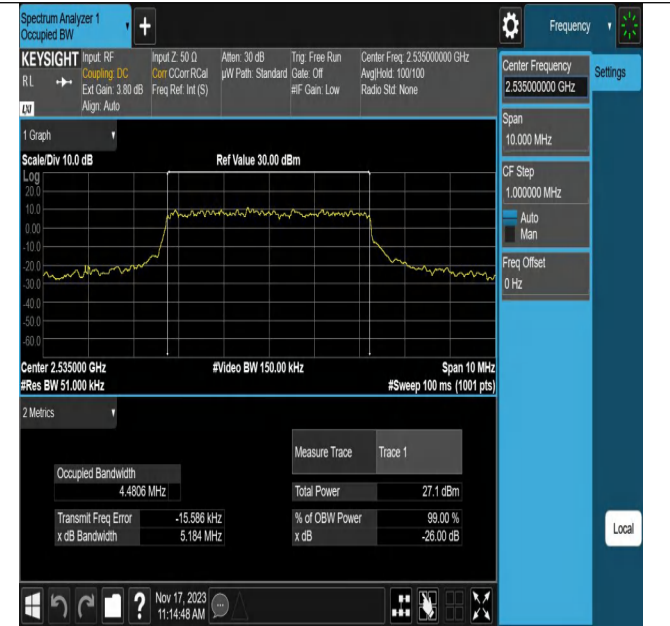 Spectrum Analyzer 1
Occupied BW
+
Frequency
KEYSIGHT
RL
LXI
Input: RF
Coupling: DC
Ext Gain: 3.80 dB
Align: Auto
Input Z: 50 Ω
Corr CCorr RCal
Freq Ref: Int (S)
Atten: 30 dB
µW Path: Standard
Trig: Free Run
Gate: Off
#IF Gain: Low
Center Freq: 2.535000000 GHz
Avg|Hold: 100/100
Radio Std: None
Center Frequency
2.535000000 GHz
Settings
Span
10.000 MHz
CF Step
1.000000 MHz
Auto
Man
Freq Offset
0 Hz
1 Graph
Scale/Div 10.0 dB
Ref Value 30.00 dBm
Log
20.0
10.0
0.00
-10.0
-20.0
-30.0
-40.0
-50.0
-60.0
Center 2.535000 GHz
#Video BW 150.00 kHz
Span 10 MHz
#Res BW 51.000 kHz
#Sweep 100 ms (1001 pts)
2 Metrics
Measure Trace Trace 1
Occupied Bandwidth
4.4806 MHz
Total Power 27.1 dBm
Transmit Freq Error -15.586 kHz
% of OBW Power 99.00 %
x dB Bandwidth 5.184 MHz
x dB -26.00 dB
Local
?
Nov 17, 2023
11:14:48 AM